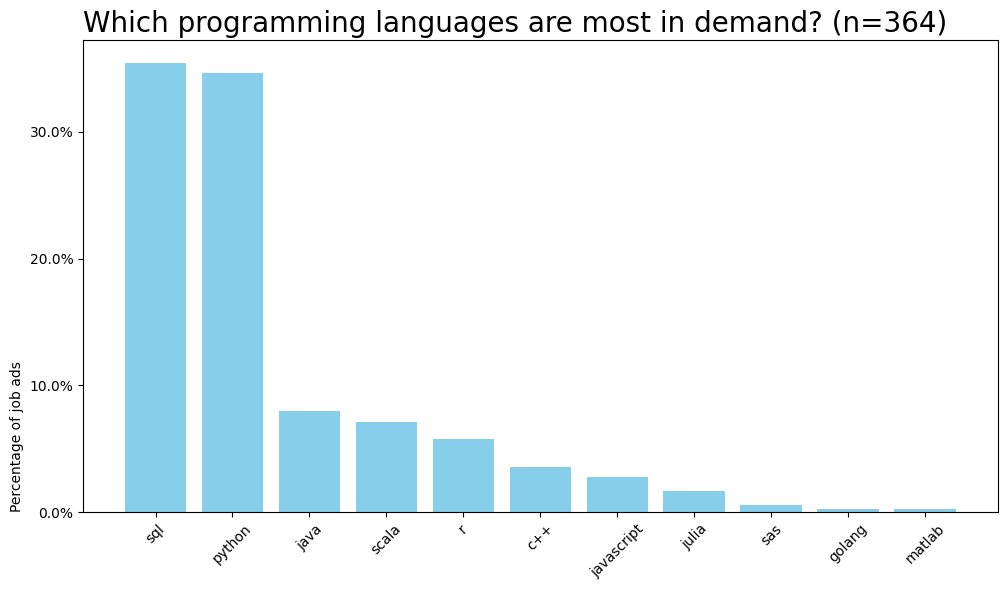 Which programming languages are most in demand? (n=364)
Percentage of job ads
30.0%
20.0%
10.0%
0.0%
sql
python
java
scala
r
c++
javascript
julia
sas
golang
matlab